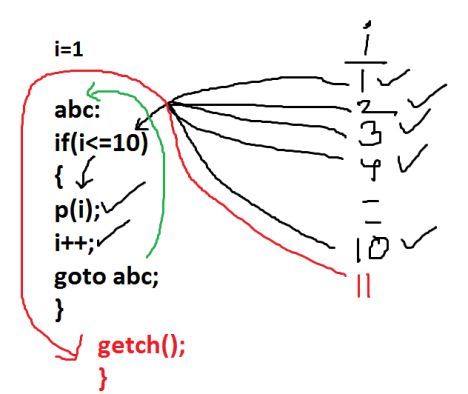 i=1
abc:
if(i<=10)
{
p(i);
i++;
goto abc;
}
getch();
}
i
1
2
3
4
10
11